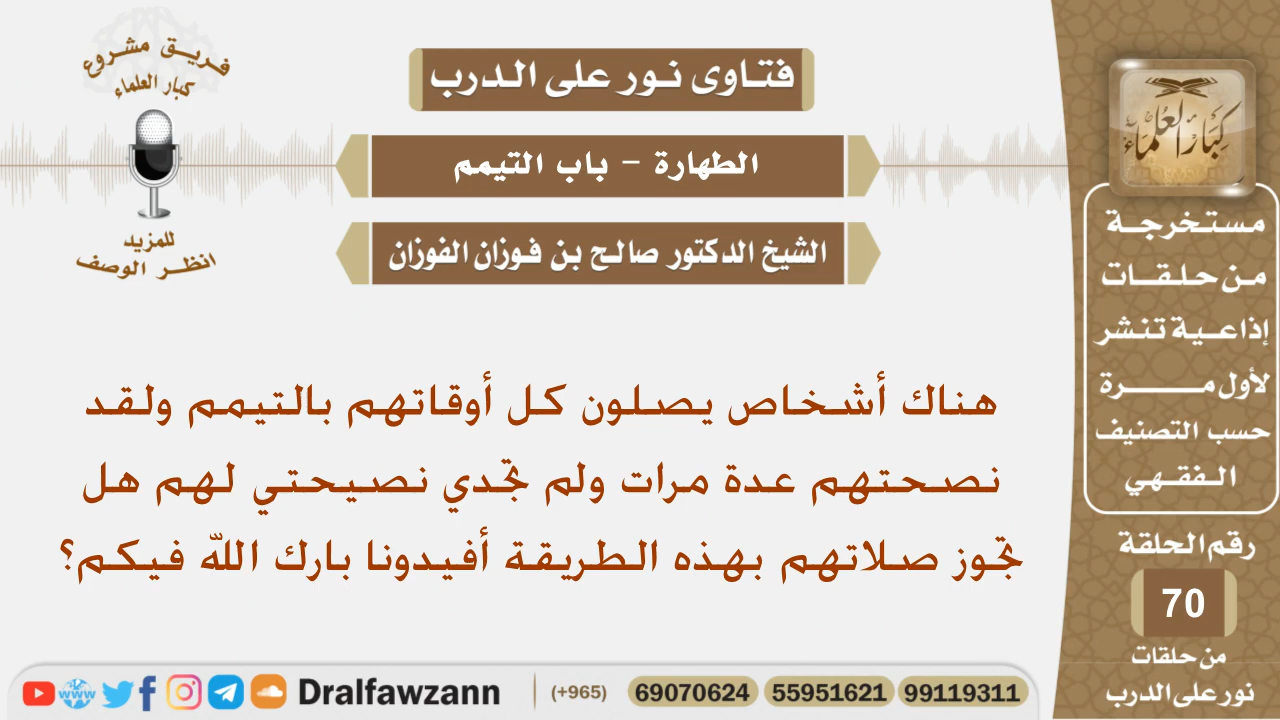 فريق مشروع
كبار العلماء
للمزيد
انظر الوصف
فتاوى نور على الدرب
الطهارة - باب التيمم
الشيخ الدكتور صالح بن فوزان الفوزان
هناك أشخاص يصلون كل أوقاتهم بالتيمم ولقد
نصحتهم عدة مرات ولم تجدي نصيحتي لهم هل
تجوز صلاتهم بهذه الطريقة أفيدونا بارك الله فيكم؟
كبار العلماء
مستخرجة
من حلقات
إذاعية تنشر
لأول مرة
حسب التصنيف
الفقهي
رقم الحلقة
70
من حلقات
نور على الدرب
www
Dralfawzann (+965) 69070624 55951621 99119311